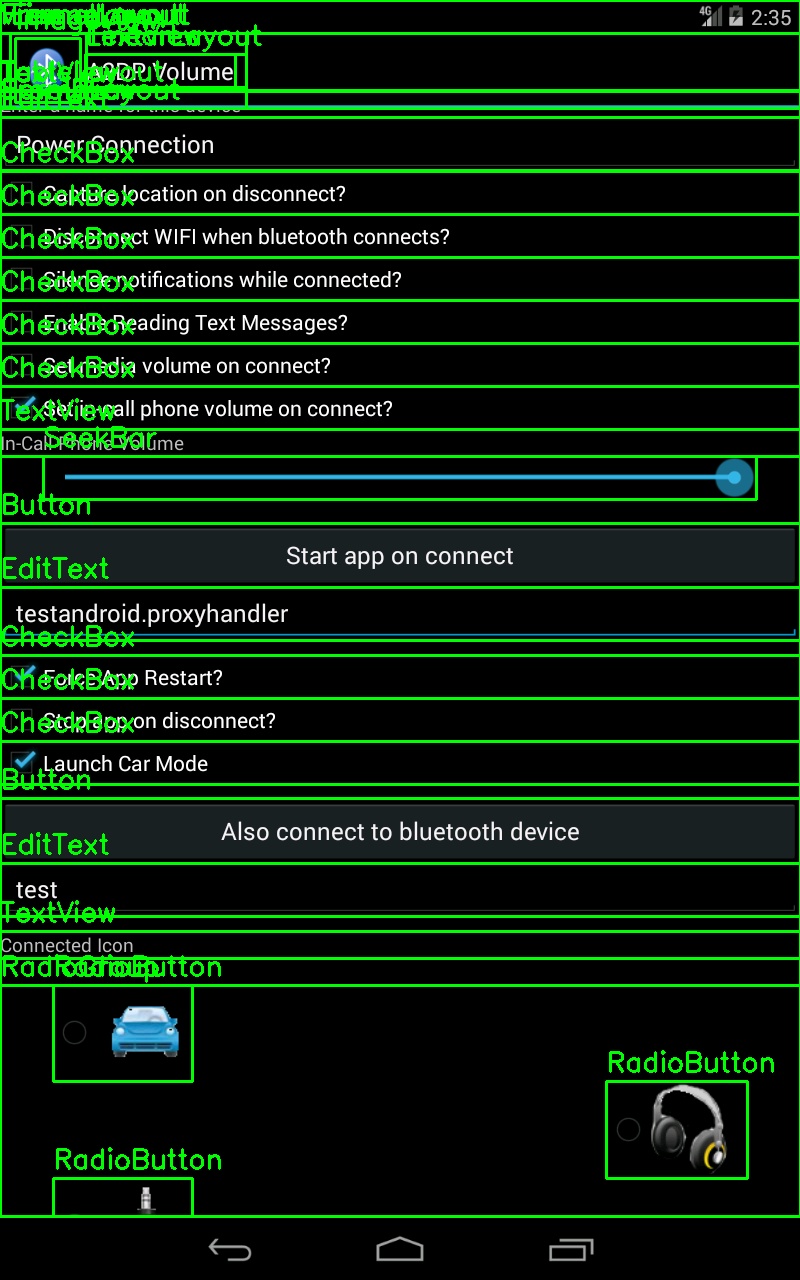 ImageView
TextView
2:35
A2DP Volume
Enter a name for this device
EditText
Power Connection
CheckBox
Capture location on disconnect?
CheckBox
Disconnect WIFI when bluetooth connects?
CheckBox
Silence notifications while connected?
CheckBox
Enable Reading Text Messages?
CheckBox
Set media volume on connect?
CheckBox
Set in-call phone volume on connect?
TextView
In-Call Phone Volume
SeekBar
Button
Start app on connect
EditText
testandroid.proxyhandler
CheckBox
Force App Restart?
CheckBox
Stop app on disconnect?
CheckBox
Launch Car Mode
Button
Also connect to bluetooth device
EditText
test
TextView
Connected Icon
RadioGroup
RadioButton
RadioButton
RadioButton